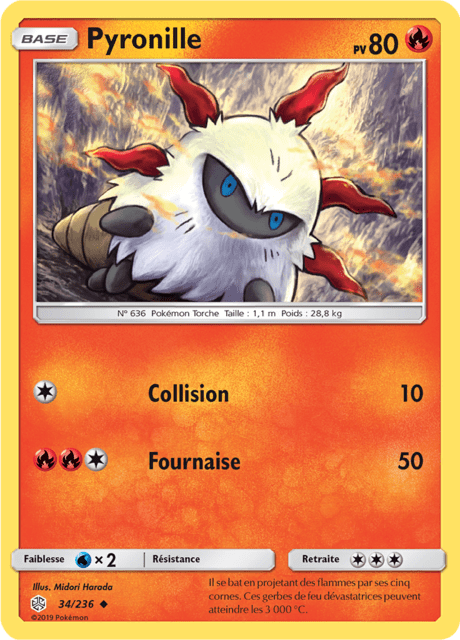 BASE Pyronille PV 80
N° 636 Pokémon Torche Taille : 1,1 m Poids : 28,8 kg
Collision 10
Fournaise 50
Faiblesse ×2 Résistance Retraite
Illus. Midori Harada
34/236
©2019 Pokémon
Il se bat en projetant des flammes par ses cinq
cornes. Ces gerbes de feu dévastatrices peuvent
atteindre les 3 000 °C.